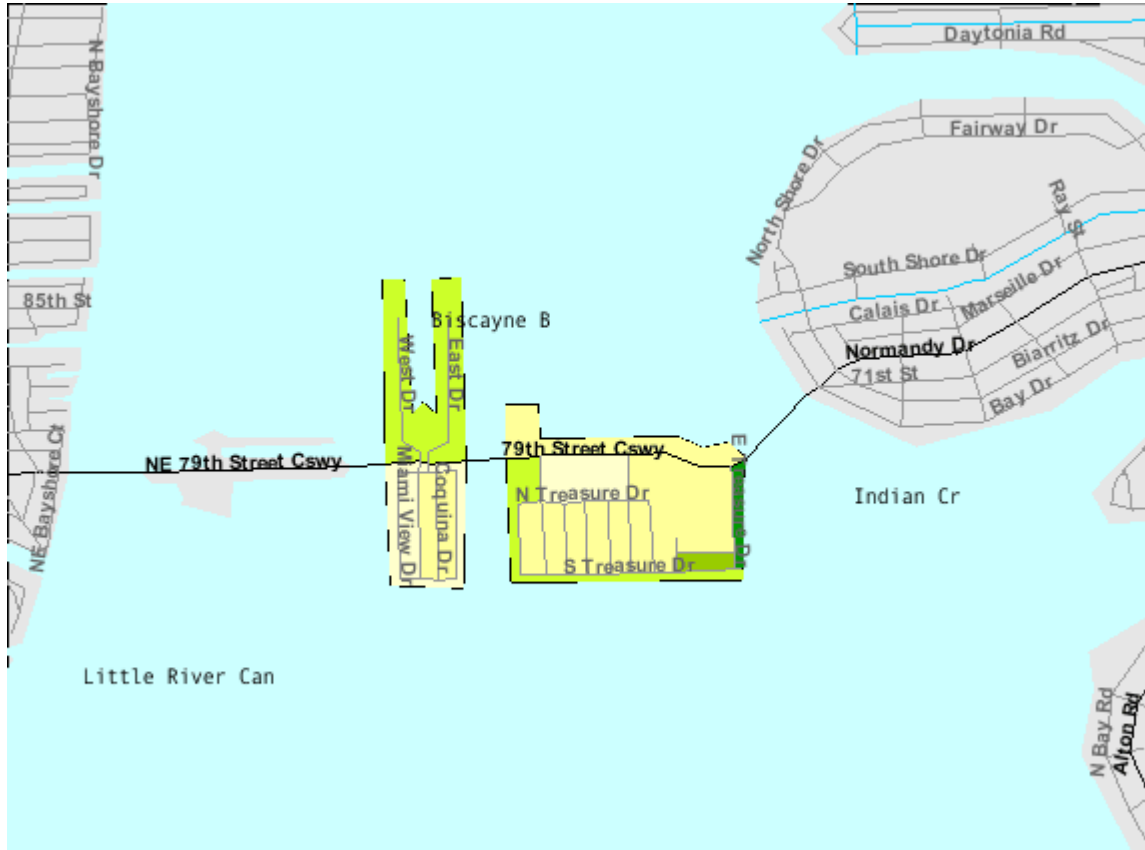 Daytonia Rd
N Bayshore Dr
Fairway Dr
North Shore Dr
Ray St
South Shore Dr
85th St
Calais Dr
Marseille Dr
Biscayne B
West Dr
East Dr
Normandy Dr
Biarritz Dr
71st St
Bay Dr
NE 79th Street Cswy
79th Street Cswy
NE Bayshore Ct
Miami View Dr
Coquina Dr
N Treasure Dr
Indian Cr
S Treasure Dr
Little River Can
N Bay Rd
Alton Rd